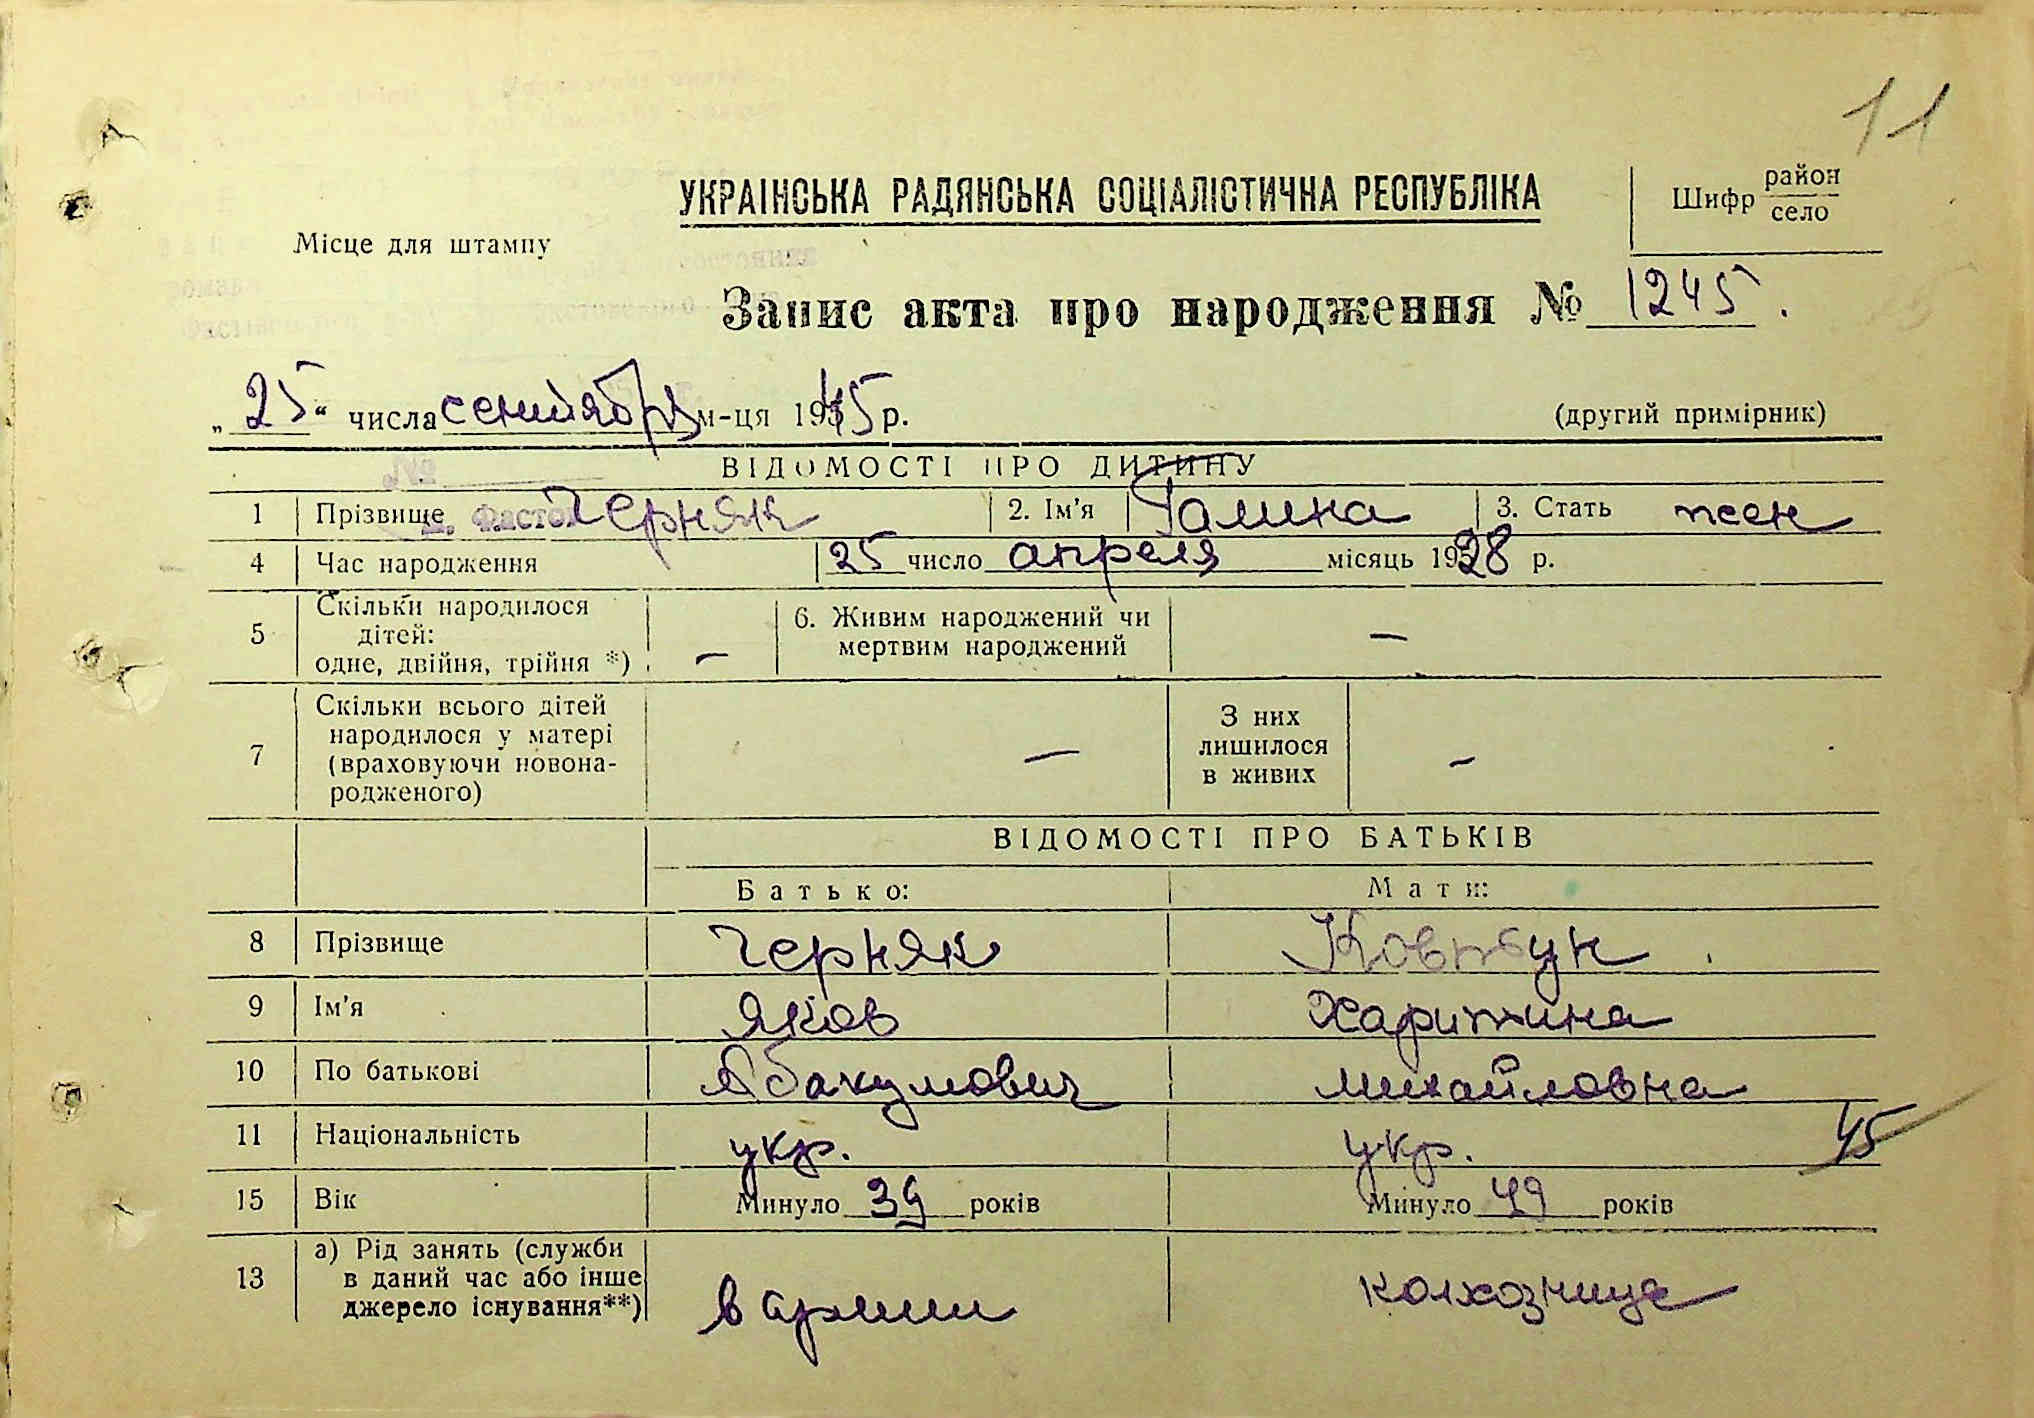 11
УКРАЇНСЬКА РАДЯНСЬКА СОЦІАЛІСТИЧНА РЕСПУБЛІКА
Шифр район село
Місце для штампу
Запис акта про народження № 1245.
„25“ числа сентября м-ця 1945 р. (другий примірник)
ВІДОМОСТІ ПРО ДИТИНУ
1 Прізвище Черняк 2. Ім'я Галина 3. Стать жен
4 Час народження 25 число апреля місяць 1928 р.
5 Скільки народилося дітей: одне, двійня, трійня *) — 6. Живим народжений чи мертвим народжений —
7 Скільки всього дітей народилося у матері (враховуючи новонародженого) — З них лишилося в живих —
ВІДОМОСТІ ПРО БАТЬКІВ
Батько: Мати:
8 Прізвище Черняк Ковтун
9 Ім'я Яков Харитина
10 По батькові Абакумович Михайловна
11 Національність укр. укр. 45
15 Вік Минуло 39 років Минуло 49 років
13 а) Рід занять (служби в даний час або інше джерело існування**) в армии колхозница